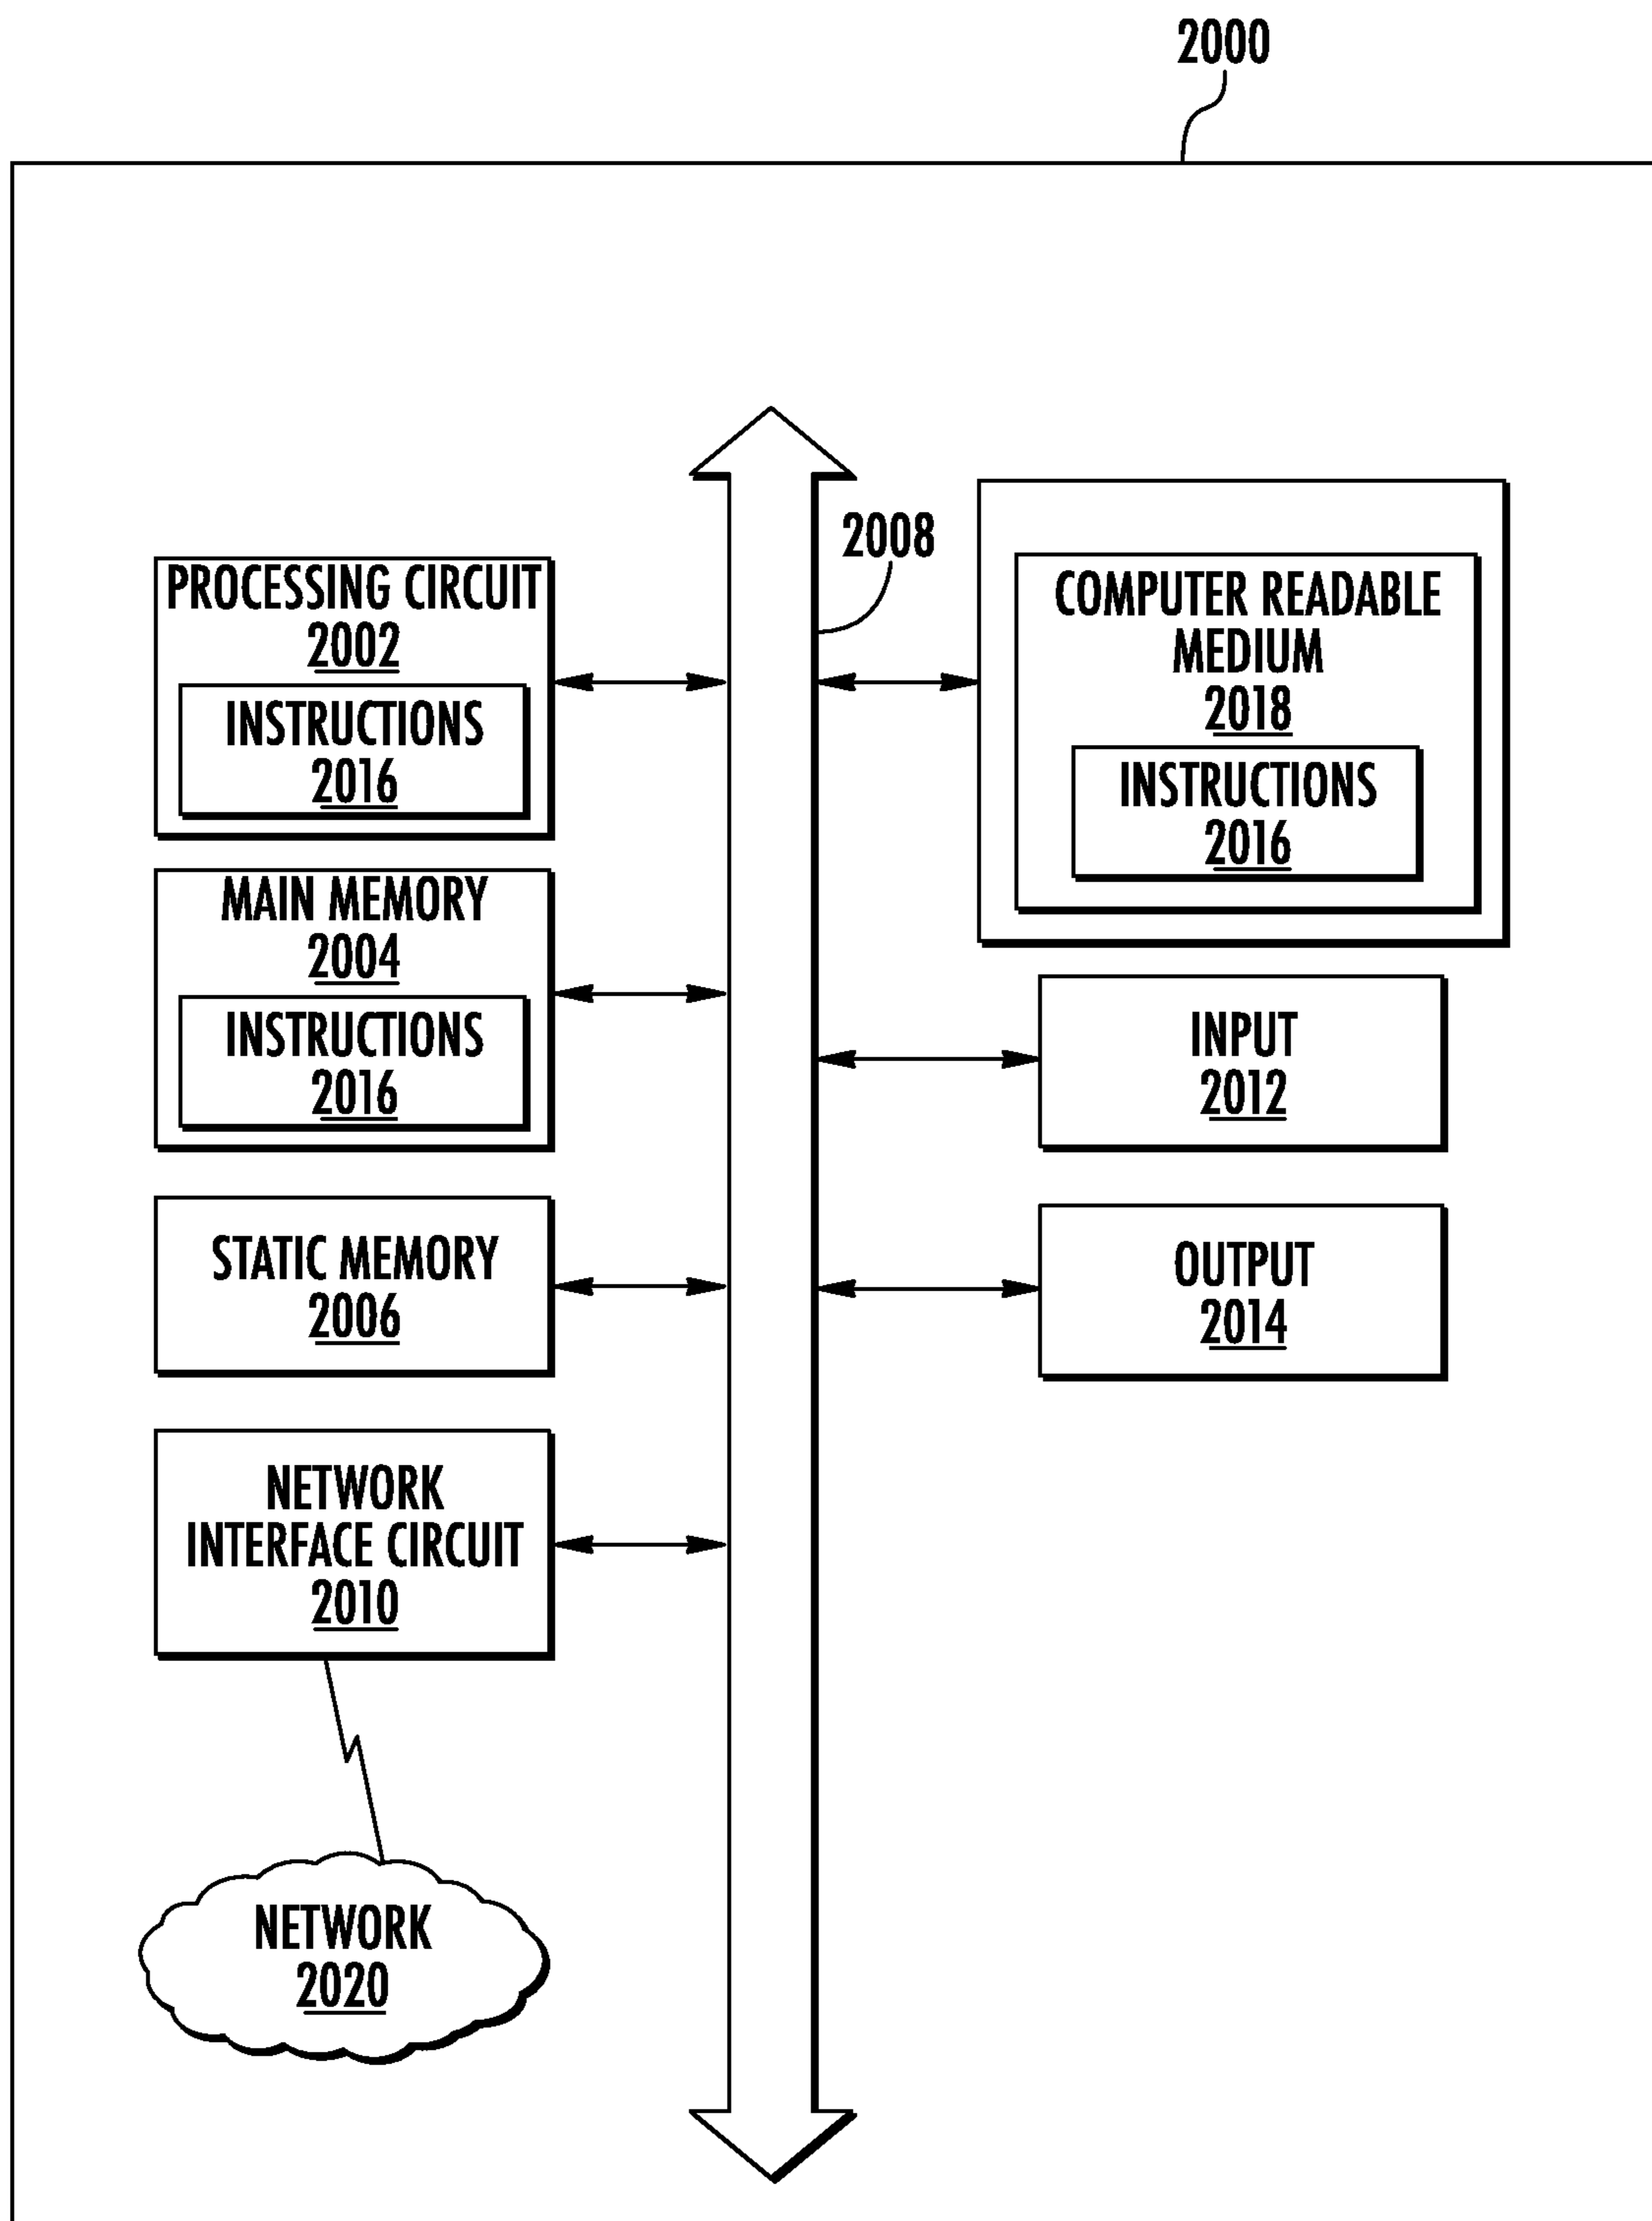 2000
2008
PROCESSING CIRCUIT
2002
INSTRUCTIONS
2016
MAIN MEMORY
2004
INSTRUCTIONS
2016
STATIC MEMORY
2006
NETWORK
INTERFACE CIRCUIT
2010
NETWORK
2020
COMPUTER READABLE
MEDIUM
2018
INSTRUCTIONS
2016
INPUT
2012
OUTPUT
2014